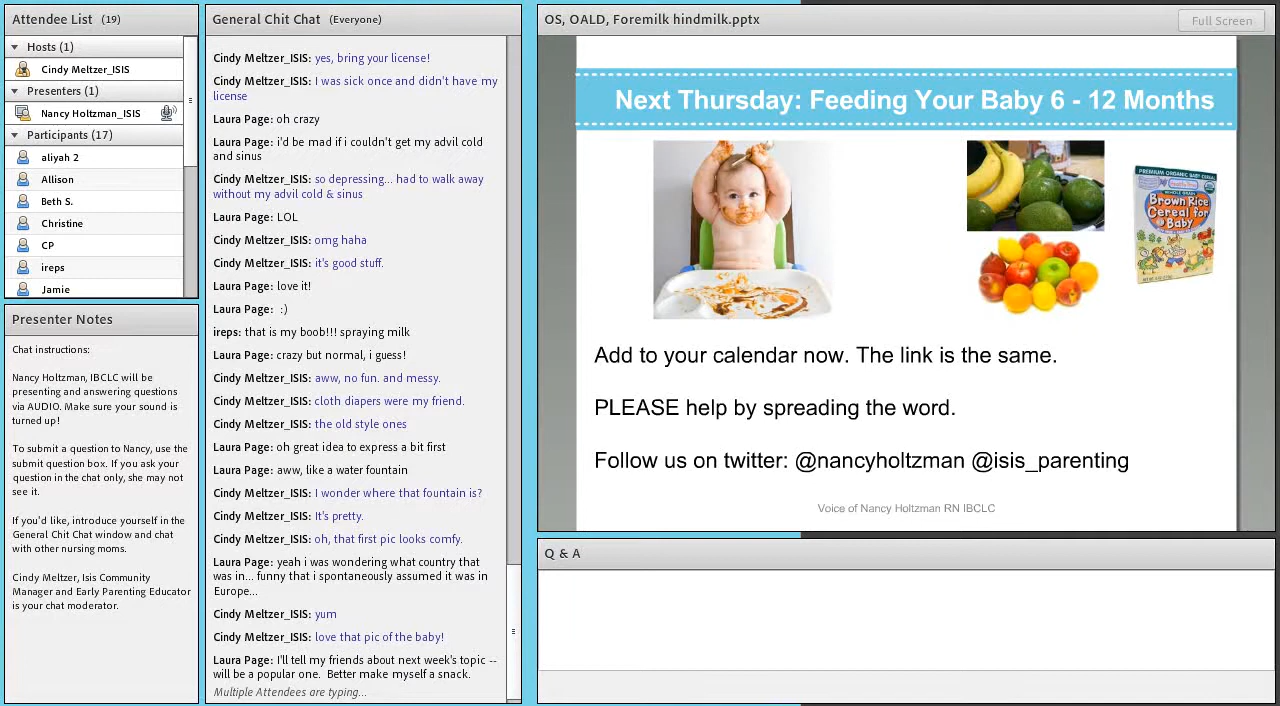 Attendee List (19)
Hosts (1)
Cindy Meltzer_ISIS
Presenters (1)
Nancy Holtzman_ISIS
Participants (17)
aliyah 2
Allison
Beth S.
Christine
CP
ireps
Jamie
Presenter Notes
Chat instructions:
Nancy Holtzman, IBCLC will be
presenting and answering questions
via AUDIO. Make sure your sound is
turned up!
To submit a question to Nancy, use the
submit question box. If you ask your
question in the chat only, she may not
see it.
If you'd like, introduce yourself in the
General Chit Chat window and chat
with other nursing moms.
Cindy Meltzer, Isis Community
Manager and Early Parenting Educator
is your chat moderator.
General Chit Chat (Everyone)
Cindy Meltzer_ISIS: yes, bring your license!
Cindy Meltzer_ISIS: I was sick once and didn't have my
license
Laura Page: oh crazy
Laura Page: i'd be mad if i couldn't get my advil cold
and sinus
Cindy Meltzer_ISIS: so depressing... had to walk away
without my advil cold & sinus
Laura Page: LOL
Cindy Meltzer_ISIS: omg haha
Cindy Meltzer_ISIS: it's good stuff.
Laura Page: love it!
Laura Page: :)
ireps: that is my boob!!! spraying milk
Laura Page: crazy but normal, i guess!
Cindy Meltzer_ISIS: aww, no fun. and messy.
Cindy Meltzer_ISIS: cloth diapers were my friend.
Cindy Meltzer_ISIS: the old style ones
Laura Page: oh great idea to express a bit first
Laura Page: aww, like a water fountain
Cindy Meltzer_ISIS: I wonder where that fountain is?
Cindy Meltzer_ISIS: It's pretty.
Cindy Meltzer_ISIS: oh, that first pic looks comfy.
Laura Page: yeah i was wondering what country that
was in... funny that i spontaneously assumed it was in
Europe...
Cindy Meltzer_ISIS: yum
Cindy Meltzer_ISIS: love that pic of the baby!
Laura Page: I'll tell my friends about next week's topic --
will be a popular one.  Better make myself a snack.
Multiple Attendees are typing...
OS, OALD, Foremilk hindmilk.pptx
Full Screen
Next Thursday: Feeding Your Baby 6 - 12 Months
PREMIUM ORGANIC BABY CEREAL
WHOLE GRAIN
Brown Rice
Cereal for
Baby
Add to your calendar now. The link is the same.
PLEASE help by spreading the word.
Follow us on twitter: @nancyholtzman @isis_parenting
Voice of Nancy Holtzman RN IBCLC
Q & A